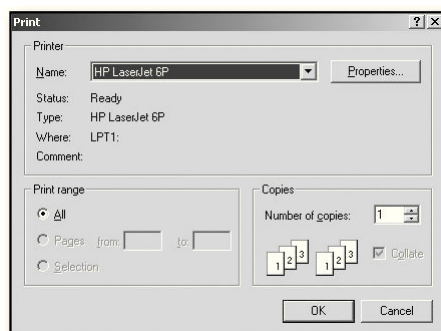 Print
Printer
Name: HP LaserJet 6P Properties...
Status: Ready
Type: HP LaserJet 6P
Where: LPT1:
Comment:
Print range
All
Pages from: to:
Selection
Copies
Number of copies: 1
1 2 3 1 2 3
Collate
OK Cancel